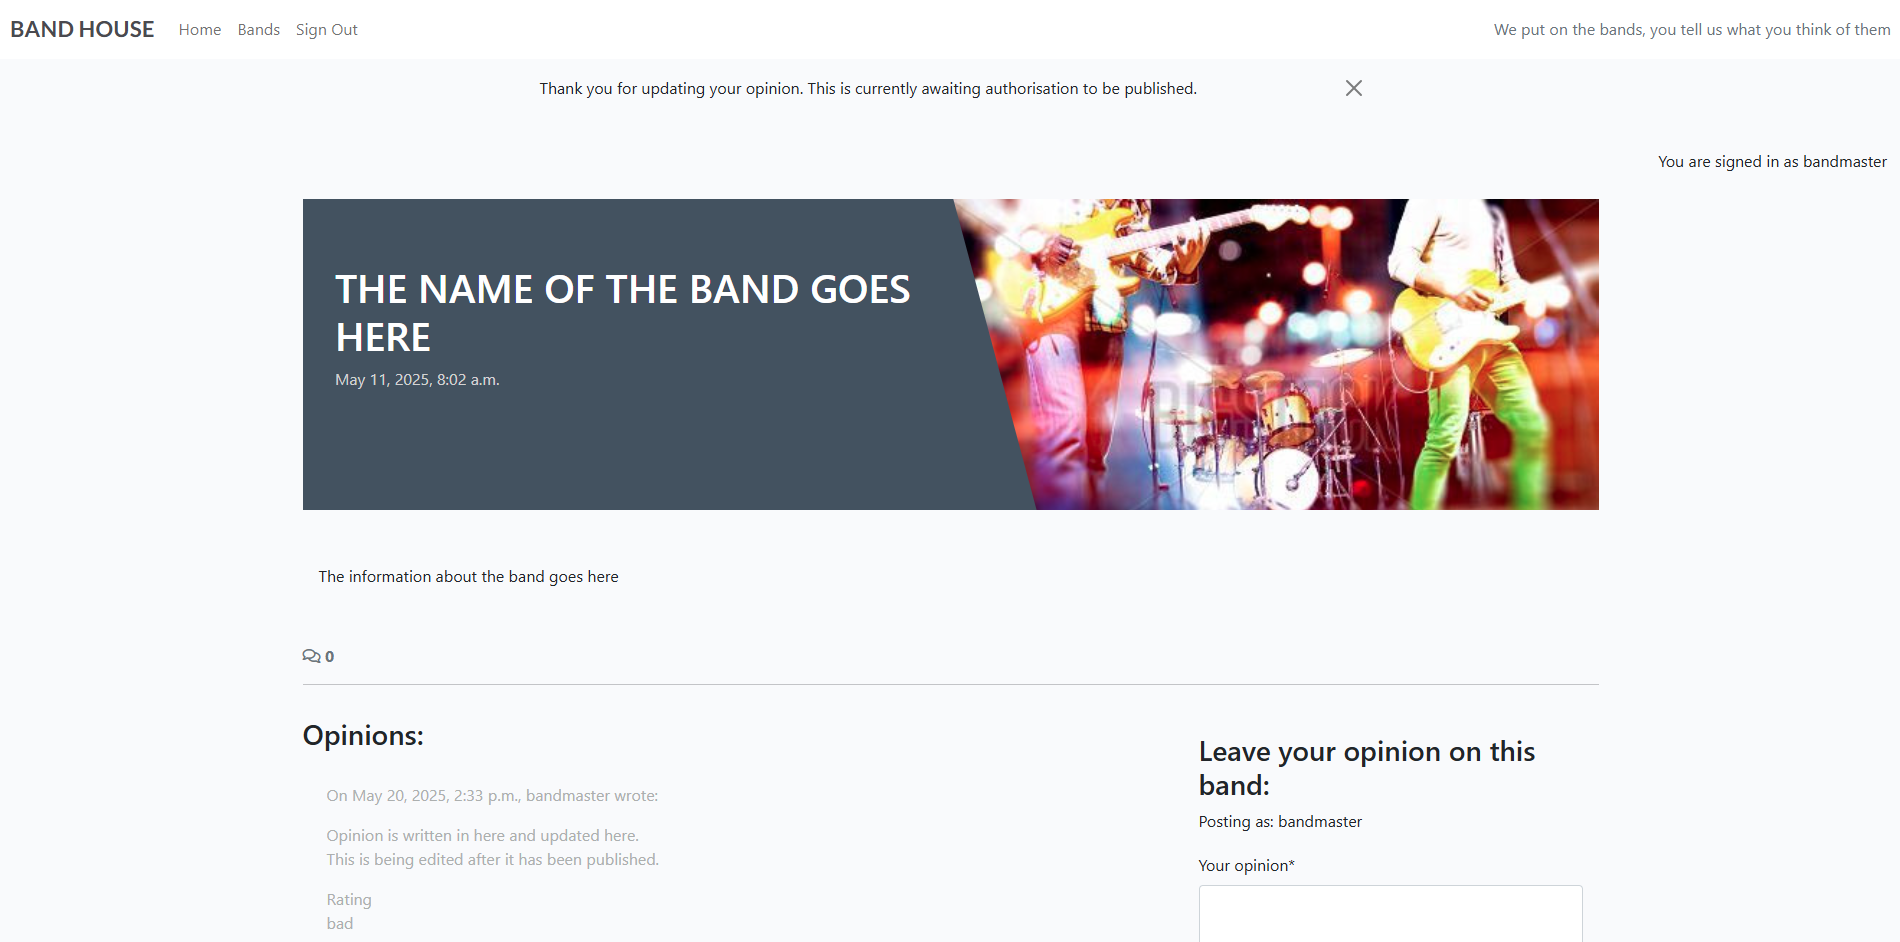 BAND HOUSE Home Bands Sign Out We put on the bands, you tell us what you think of them
Thank you for updating your opinion. This is currently awaiting authorisation to be published.
You are signed in as bandmaster
THE NAME OF THE BAND GOES
HERE
May 11, 2025, 8:02 a.m.
The information about the band goes here
0
Opinions:
On May 20, 2025, 2:33 p.m., bandmaster wrote:
Opinion is written in here and updated here.
This is being edited after it has been published.
Rating
bad
Leave your opinion on this
band:
Posting as: bandmaster
Your opinion*